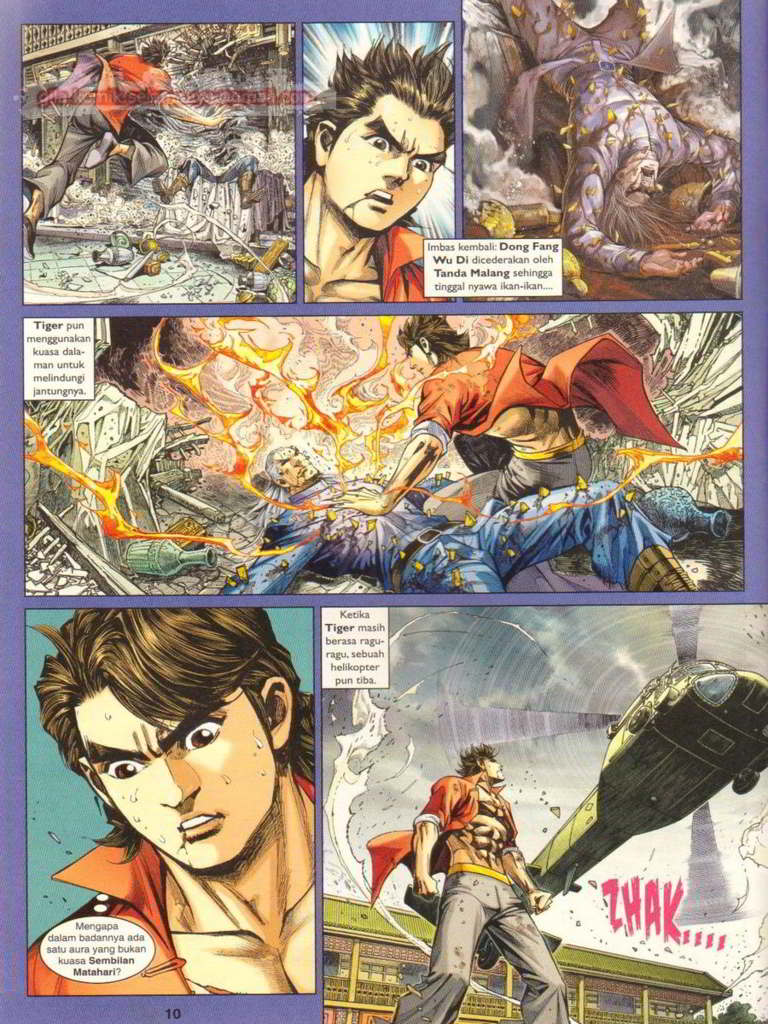 Imbas kembali: Dong Fang
Wu Di dicederakan oleh
Tanda Malang sehingga
tinggal nyawa ikan-ikan....
Tiger pun
menggunakan
kuasa dala-
man untuk
melindungi
jantungnya.
Mengapa
dalam badannya ada
satu aura yang bukan
kuasa Sembilan
Matahari?
Ketika
Tiger masih
berasa ragu-
ragu, sebuah
helikopter
pun tiba.
ZHAK....
10